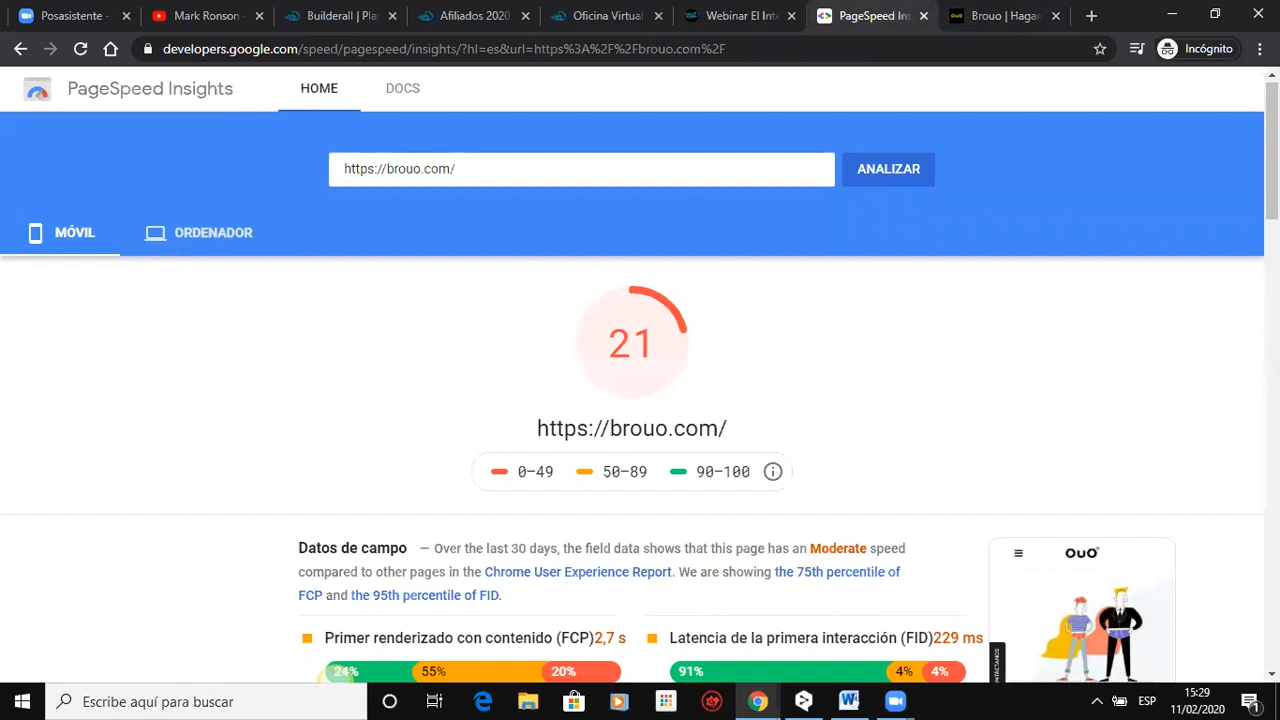 Posasistente -
Mark Ronson -
Builderall | Pla
Afiliados 2020
Oficina Virtual
Webinar El Inte
PageSpeed Ins
Brouo | Hagar
developers.google.com/speed/pagespeed/insights/?hl=es&url=https%3A%2F%2Fbrouo.com%2F
Incógnito
PageSpeed Insights
HOME
DOCS
https://brouo.com/
ANALIZAR
MÓVIL
ORDENADOR
21
https://brouo.com/
0–49
50–89
90–100
Datos de campo — Over the last 30 days, the field data shows that this page has an Moderate speed
compared to other pages in the Chrome User Experience Report. We are showing the 75th percentile of
FCP and the 95th percentile of FID.
OuO
Primer renderizado con contenido (FCP) 2,7 s
Latencia de la primera interacción (FID) 229 ms
24%
55%
20%
91%
4%
4%
Escribe aquí para buscar
ESP
15:29
11/02/2020